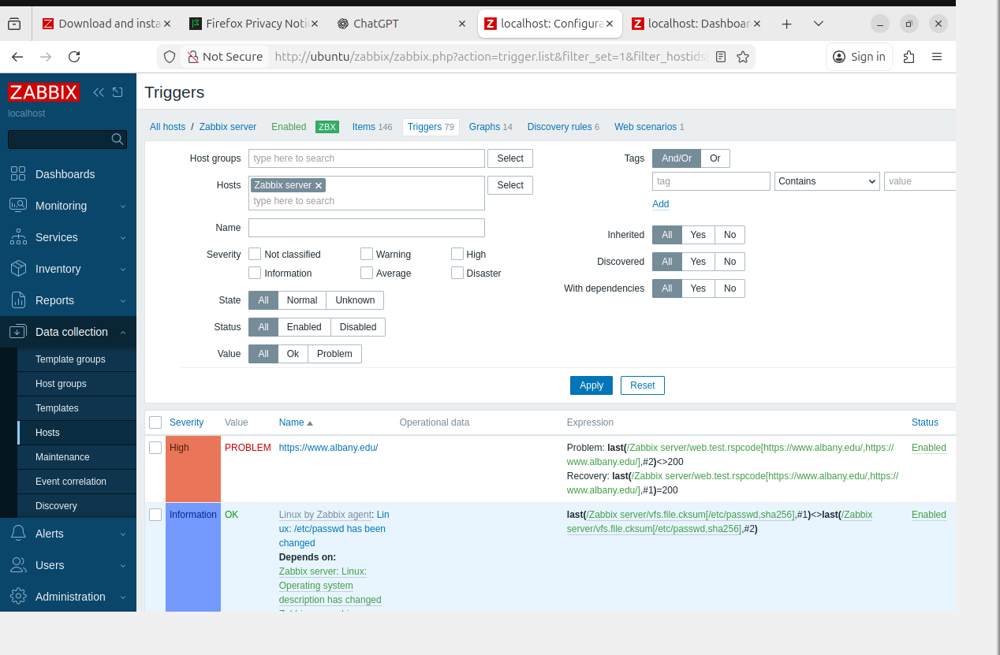 Download and insta
Firefox Privacy Noti
ChatGPT
localhost: Configura
localhost: Dashboar
Not Secure
http://ubuntu/zabbix/zabbix.php?action=trigger.list&filter_set=1&filter_hostids
Sign in
ZABBIX
localhost
Dashboards
Monitoring
Services
Inventory
Reports
Data collection
Template groups
Host groups
Templates
Hosts
Maintenance
Event correlation
Discovery
Alerts
Users
Administration
Triggers
All hosts / Zabbix server Enabled ZBX Items 146 Triggers 79 Graphs 14 Discovery rules 6 Web scenarios 1
Host groups type here to search Select
Hosts Zabbix server Select
type here to search
Name
Severity Not classified Warning High
Information Average Disaster
State All Normal Unknown
Status All Enabled Disabled
Value All Ok Problem
Tags And/Or Or
tag Contains value
Add
Inherited All Yes No
Discovered All Yes No
With dependencies All Yes No
Apply Reset
Severity Value Name Operational data Expression Status
High PROBLEM https://www.albany.edu/
Problem: last(/Zabbix server/web.test.rspcode[https://www.albany.edu/,https://
www.albany.edu/],#2)<>200
Recovery: last(/Zabbix server/web.test.rspcode[https://www.albany.edu/,https://
www.albany.edu/],#1)=200
Enabled
Information OK
Linux by Zabbix agent: Lin
ux: /etc/passwd has been
changed
Depends on:
Zabbix server: Linux:
Operating system
description has changed
last(/Zabbix server/vfs.file.cksum[/etc/passwd,sha256],#1)<>last(/Zabbix
server/vfs.file.cksum[/etc/passwd,sha256],#2)
Enabled